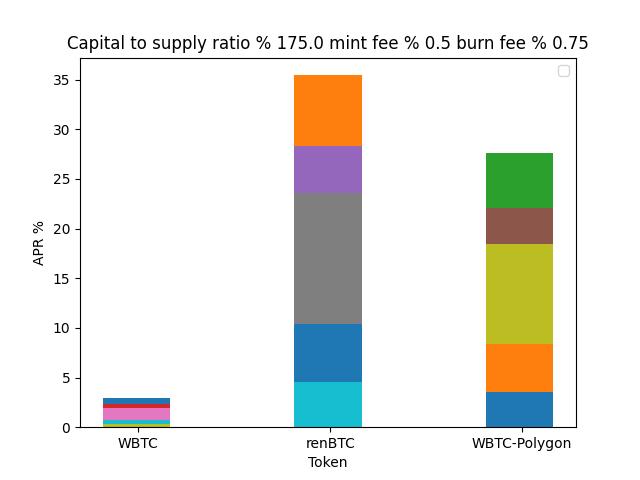 Capital to supply ratio % 175.0 mint fee % 0.5 burn fee % 0.75
APR %
35
30
25
20
15
10
5
0
WBTC renBTC WBTC-Polygon
Token